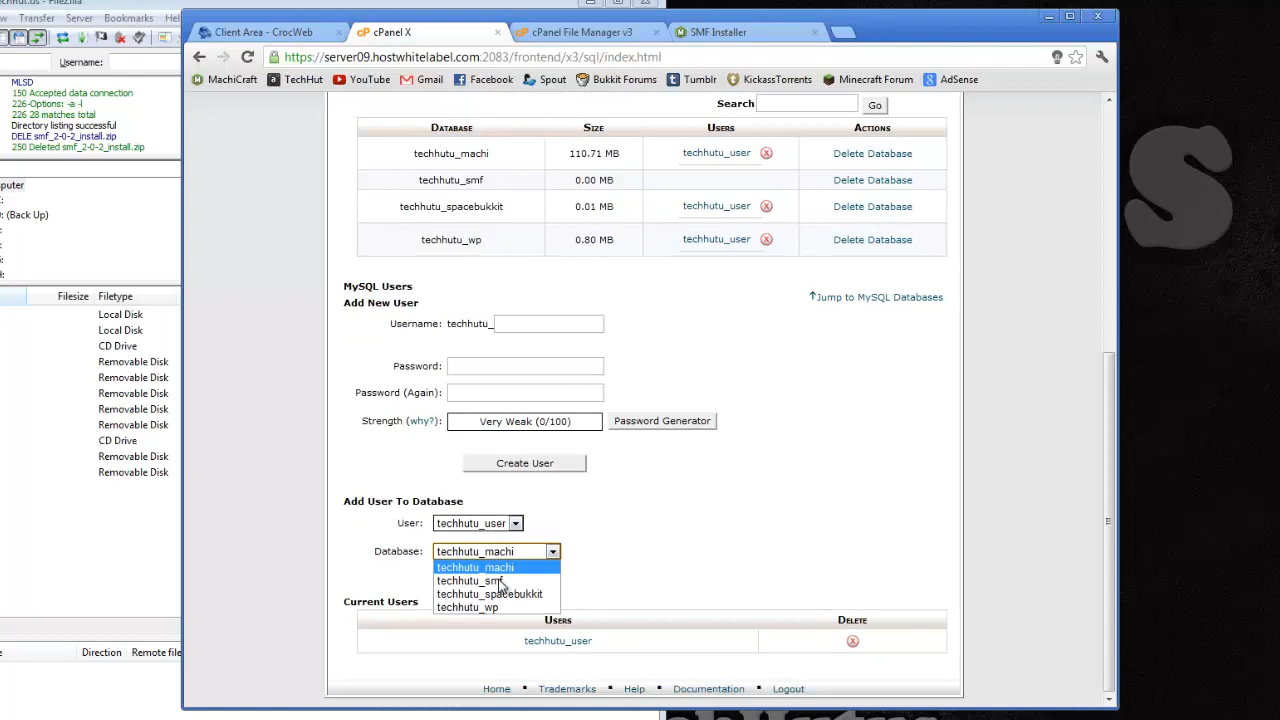 echhut.us - FileZilla
Transfer Server Bookmarks He
Username:
MLSD
150 Accepted data connection
226-Options: -a -l
226 28 matches total
Directory listing successful
DELE smf_2-0-2_install.zip
250 Deleted smf_2-0-2_install.zip
puter
: (Back Up)
Filesize Filetype
Local Disk
Local Disk
CD Drive
Removable Disk
Removable Disk
Removable Disk
Removable Disk
Removable Disk
CD Drive
Removable Disk
Removable Disk
Direction Remote file
Client Area - CrocWeb
cPanel X
cPanel File Manager v3
SMF Installer
https://server09.hostwhitelabel.com:2083/frontend/x3/sql/index.html
MachiCraft TechHut YouTube Gmail Facebook Spout Bukkit Forums Tumblr KickassTorrents Minecraft Forum AdSense
Search Go
Database Size Users Actions
techhutu_machi 110.71 MB techhutu_user Delete Database
techhutu_smf 0.00 MB Delete Database
techhutu_spacebukkit 0.01 MB techhutu_user Delete Database
techhutu_wp 0.80 MB techhutu_user Delete Database
MySQL Users
Add New User
Jump to MySQL Databases
Username: techhutu_
Password:
Password (Again):
Strength (why?): Very Weak (0/100) Password Generator
Create User
Add User To Database
User: techhutu_user
Database: techhutu_machi
techhutu_machi
techhutu_smf
techhutu_spacebukkit
techhutu_wp
Current Users
Users Delete
techhutu_user
Home Trademarks Help Documentation Logout
S